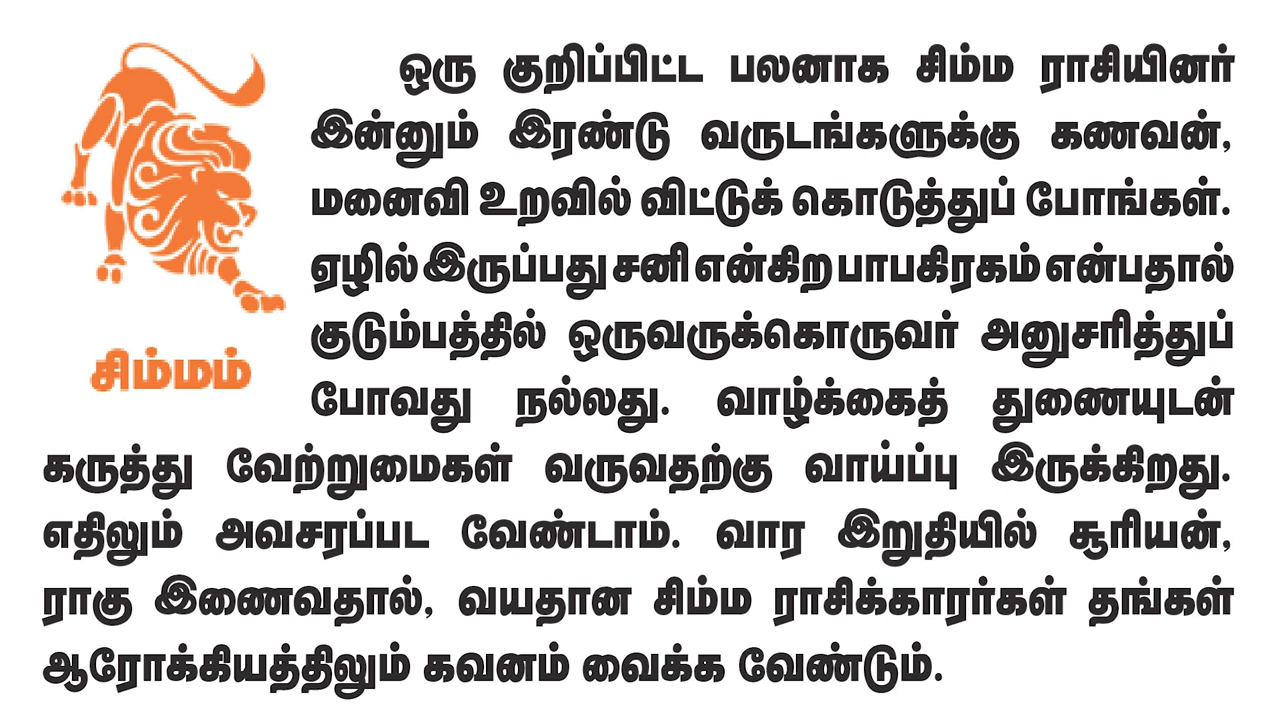 ஒரு குறிப்பிட்ட பலனாக சிம்ம ராசியினர்
இன்னும் இரண்டு வருடங்களுக்கு கணவன்,
மனைவி உறவில் விட்டுக் கொடுத்துப் போங்கள்.
ஏழில் இருப்பது சனி என்கிற பாபகிரகம் என்பதால்
குடும்பத்தில் ஒருவருக்கொருவர் அனுசரித்துப்
சிம்மம்
போவது நல்லது. வாழ்க்கைத் துணையுடன்
கருத்து வேற்றுமைகள் வருவதற்கு வாய்ப்பு இருக்கிறது.
எதிலும் அவசரப்பட வேண்டாம். வார இறுதியில் சூரியன்,
ராகு இணைவதால், வயதான சிம்ம ராசிக்காரர்கள் தங்கள்
ஆரோக்கியத்திலும் கவனம் வைக்க வேண்டும்.